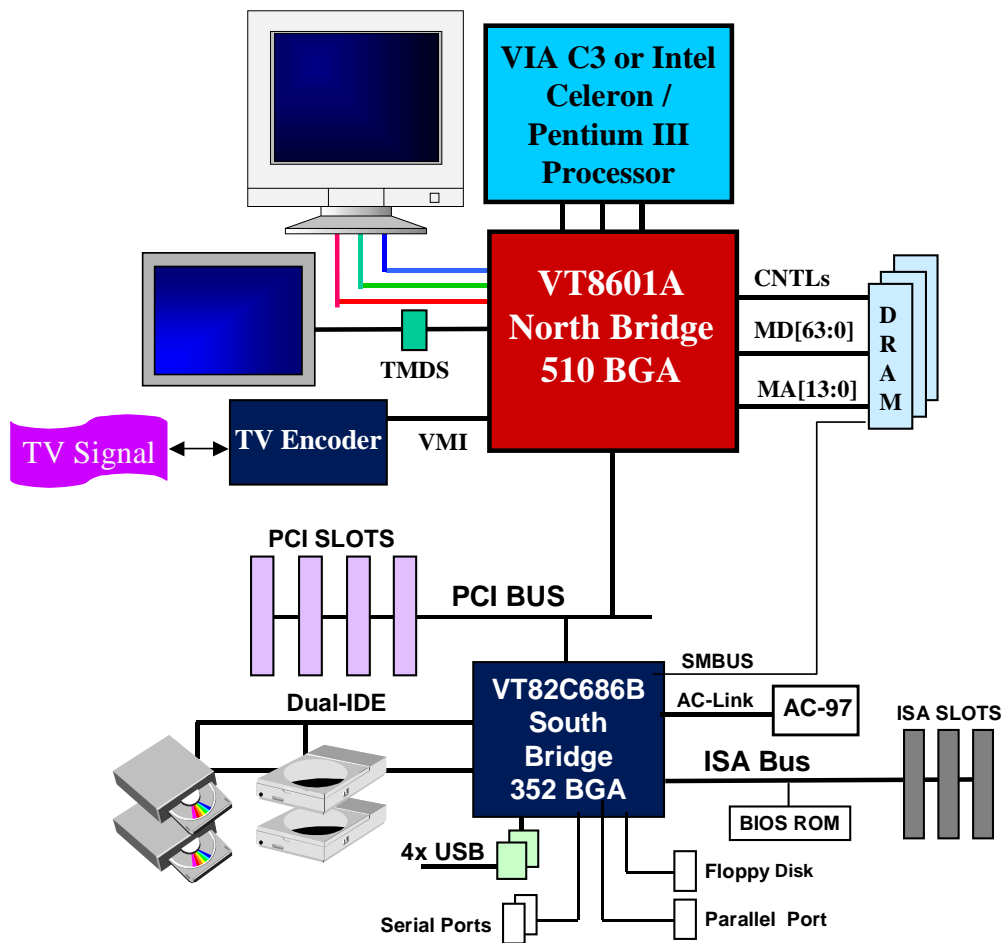 VIA C3 or Intel
Celeron /
Pentium III
Processor
VT8601A
North Bridge
510 BGA
CNTLs
MD[63:0]
MA[13:0]
D
R
A
M
TMDS
TV Signal
TV Encoder
VMI
PCI SLOTS
PCI BUS
SMBUS
VT82C686B
South
Bridge
352 BGA
Dual-IDE
AC-Link
AC-97
ISA SLOTS
ISA Bus
BIOS ROM
4x USB
Floppy Disk
Serial Ports
Parallel Port